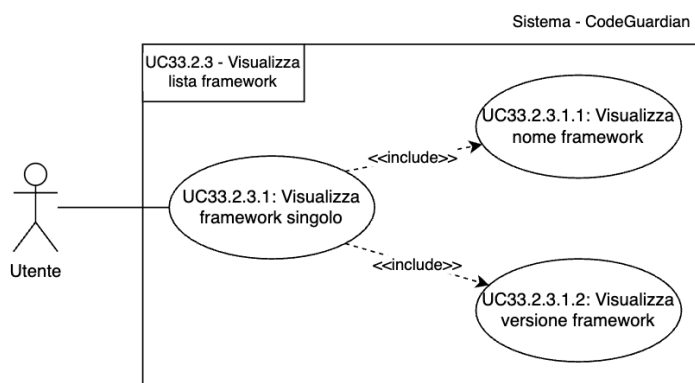 Sistema - CodeGuardian
UC33.2.3 - Visualizza
lista framework
UC33.2.3.1.1: Visualizza
nome framework
<<include>>
UC33.2.3.1: Visualizza
framework singolo
Utente
<<include>>
UC33.2.3.1.2: Visualizza
versione framework